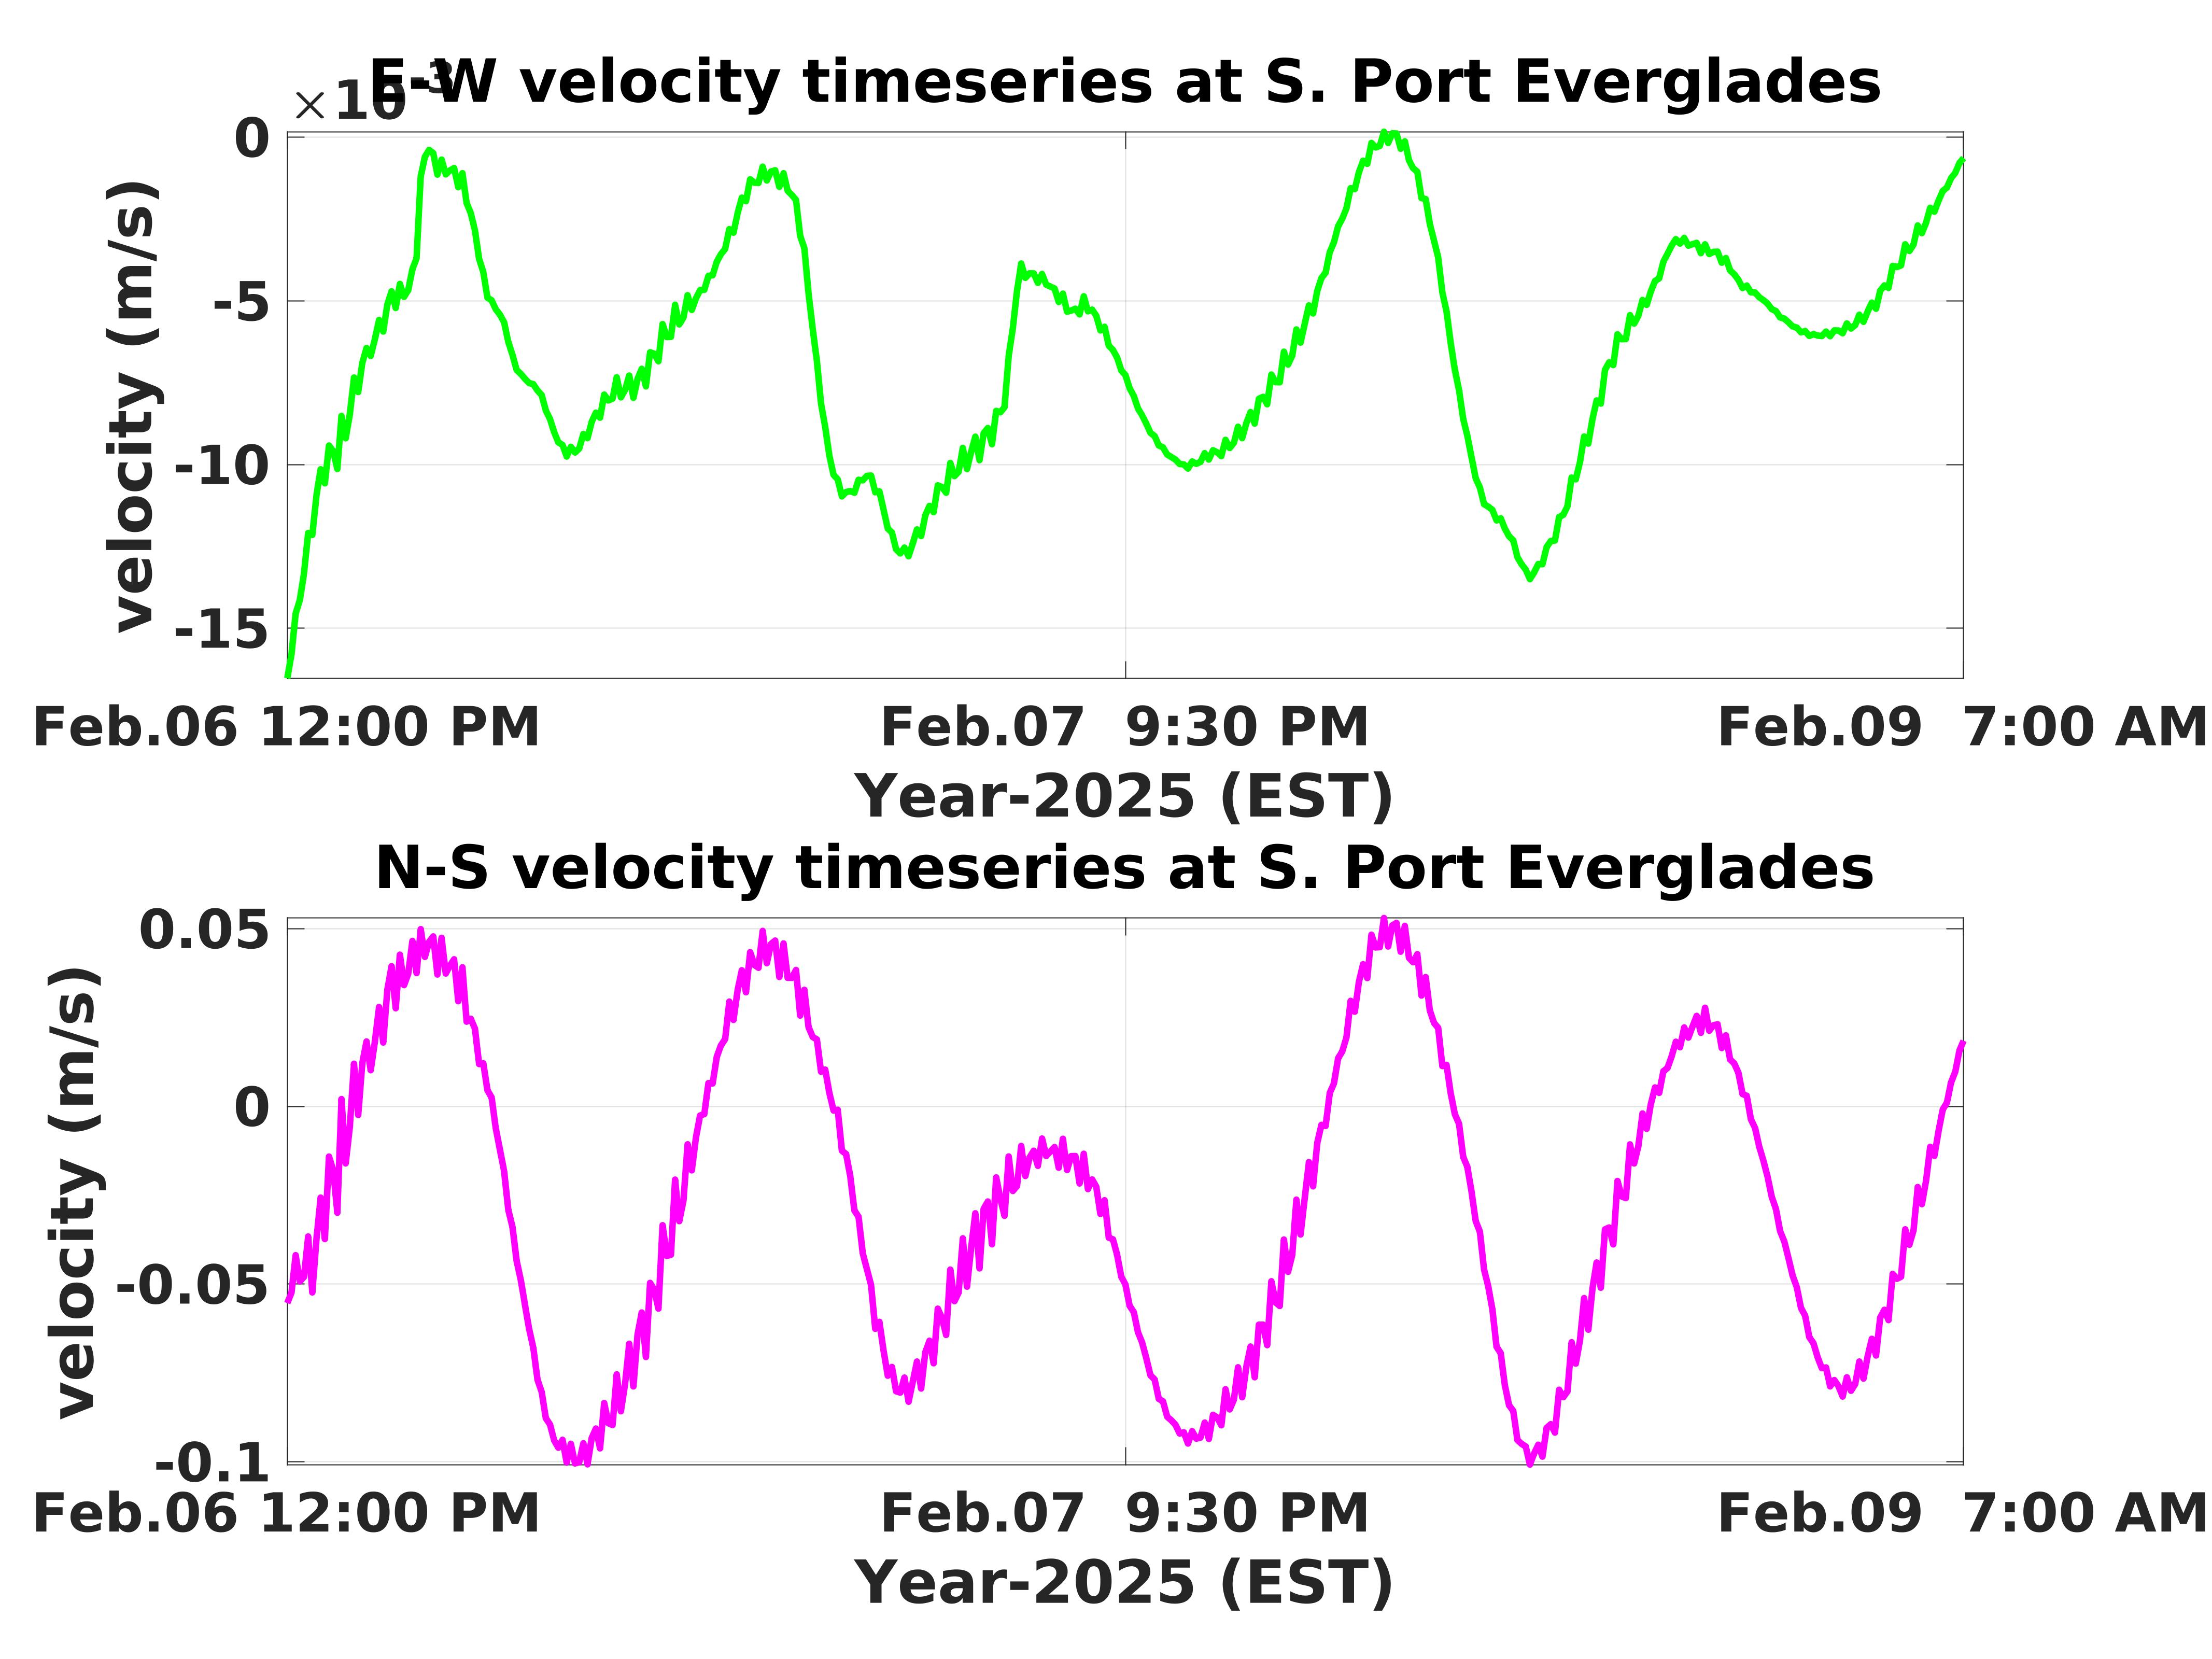 E-W velocity timeseries at S. Port Everglades
×10-3
0
-5
-10
-15
velocity (m/s)
Feb.06 12:00 PM Feb.07 9:30 PM Feb.09 7:00 AM
Year-2025 (EST)
N-S velocity timeseries at S. Port Everglades
0.05
0
-0.05
-0.1
velocity (m/s)
Feb.06 12:00 PM Feb.07 9:30 PM Feb.09 7:00 AM
Year-2025 (EST)